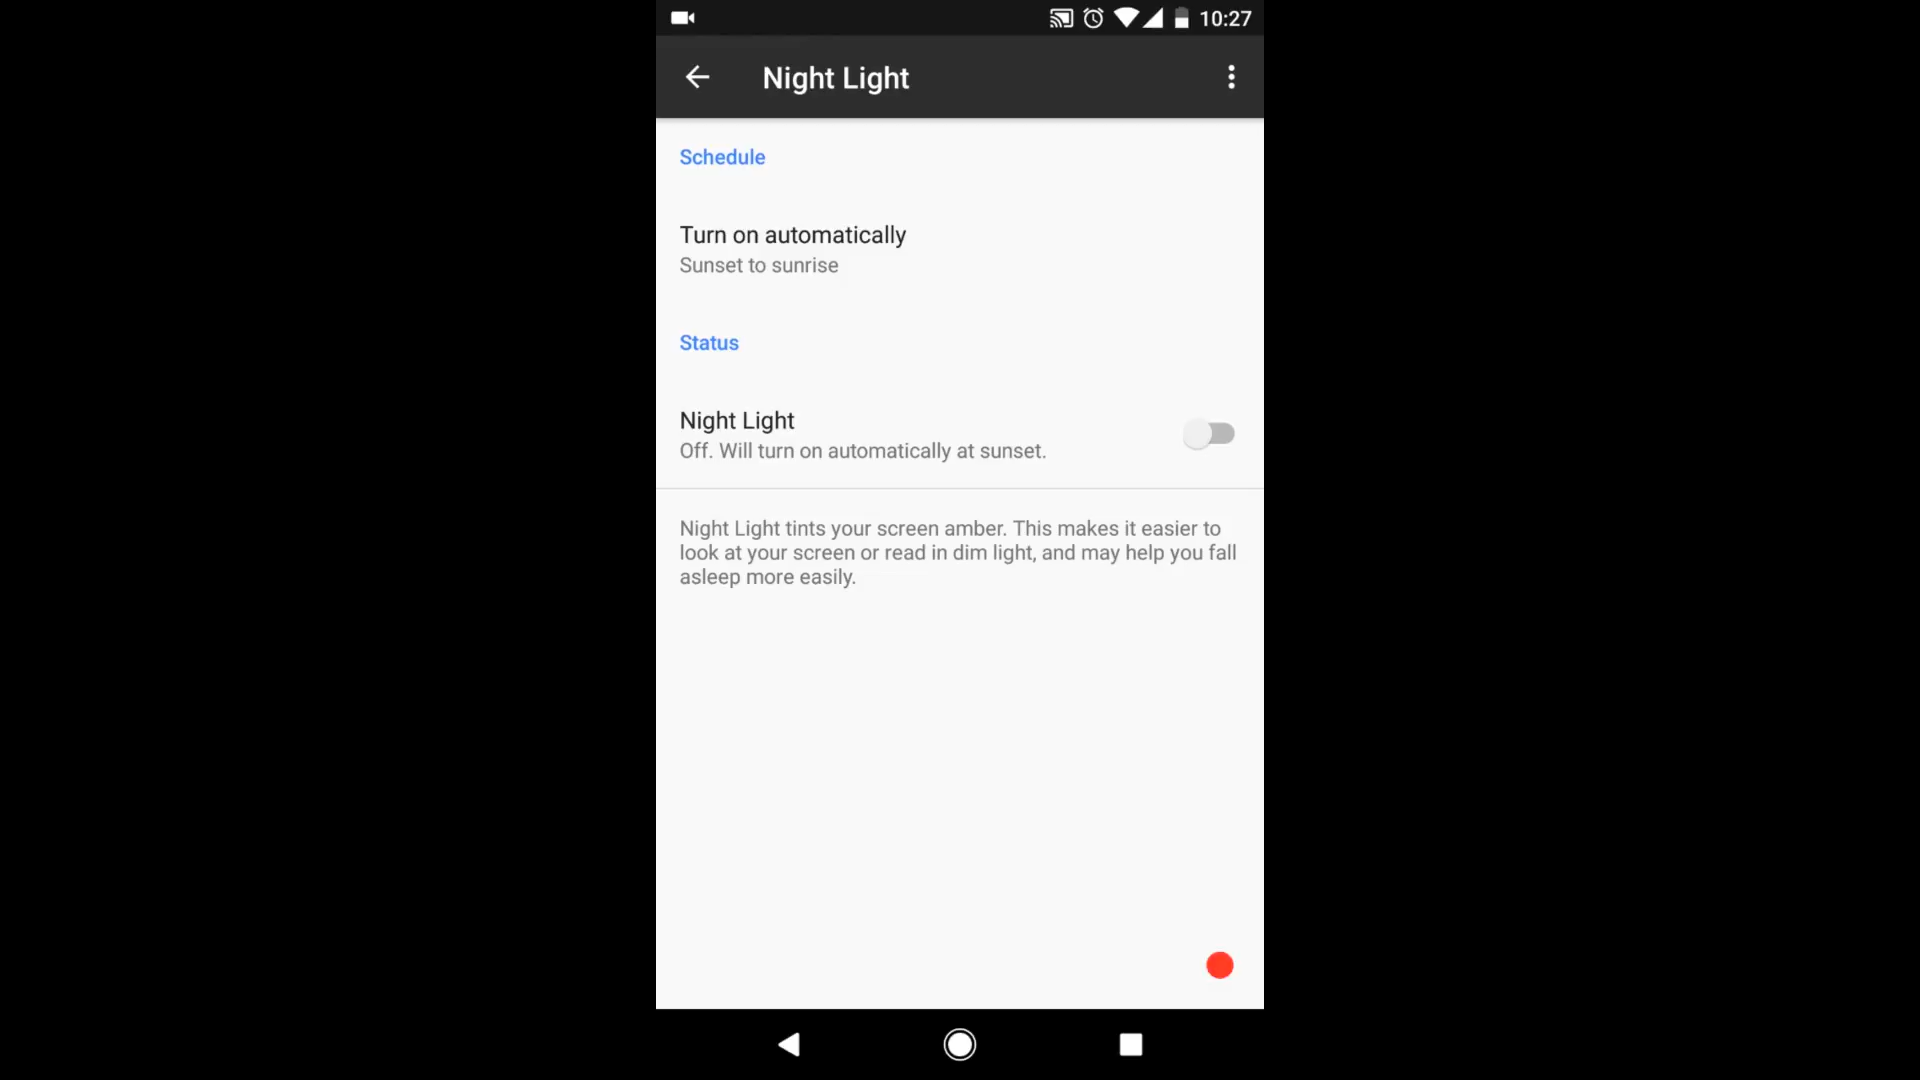 10:27
Night Light
Schedule
Turn on automatically
Sunset to sunrise
Status
Night Light
Off. Will turn on automatically at sunset.
Night Light tints your screen amber. This makes it easier to
look at your screen or read in dim light, and may help you fall
asleep more easily.